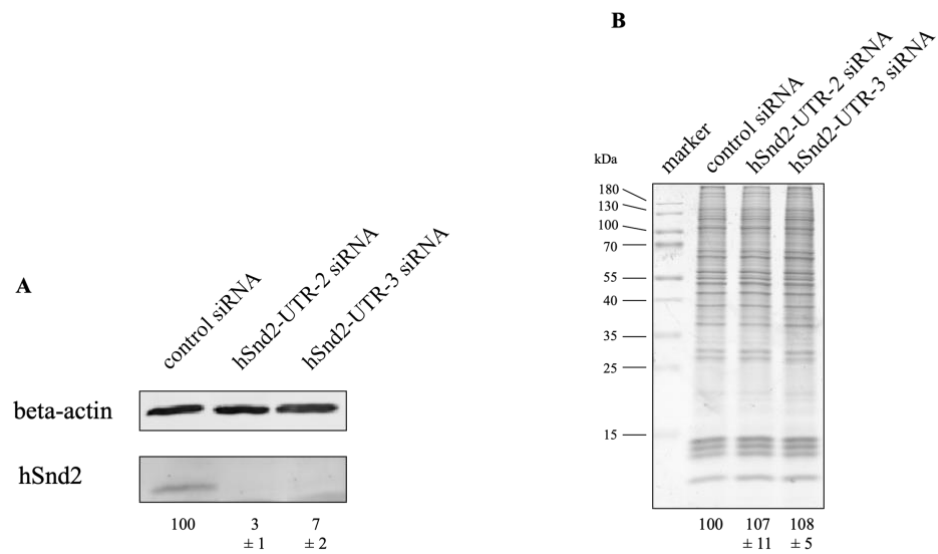 A
control siRNA
hSnd2-UTR-2 siRNA
hSnd2-UTR-3 siRNA
beta-actin
hSnd2
100
3
7
± 1
± 2
B
marker
control siRNA
hSnd2-UTR-2 siRNA
hSnd2-UTR-3 siRNA
kDa
180
130
100
70
55
40
35
25
15
100
107
108
± 11
± 5